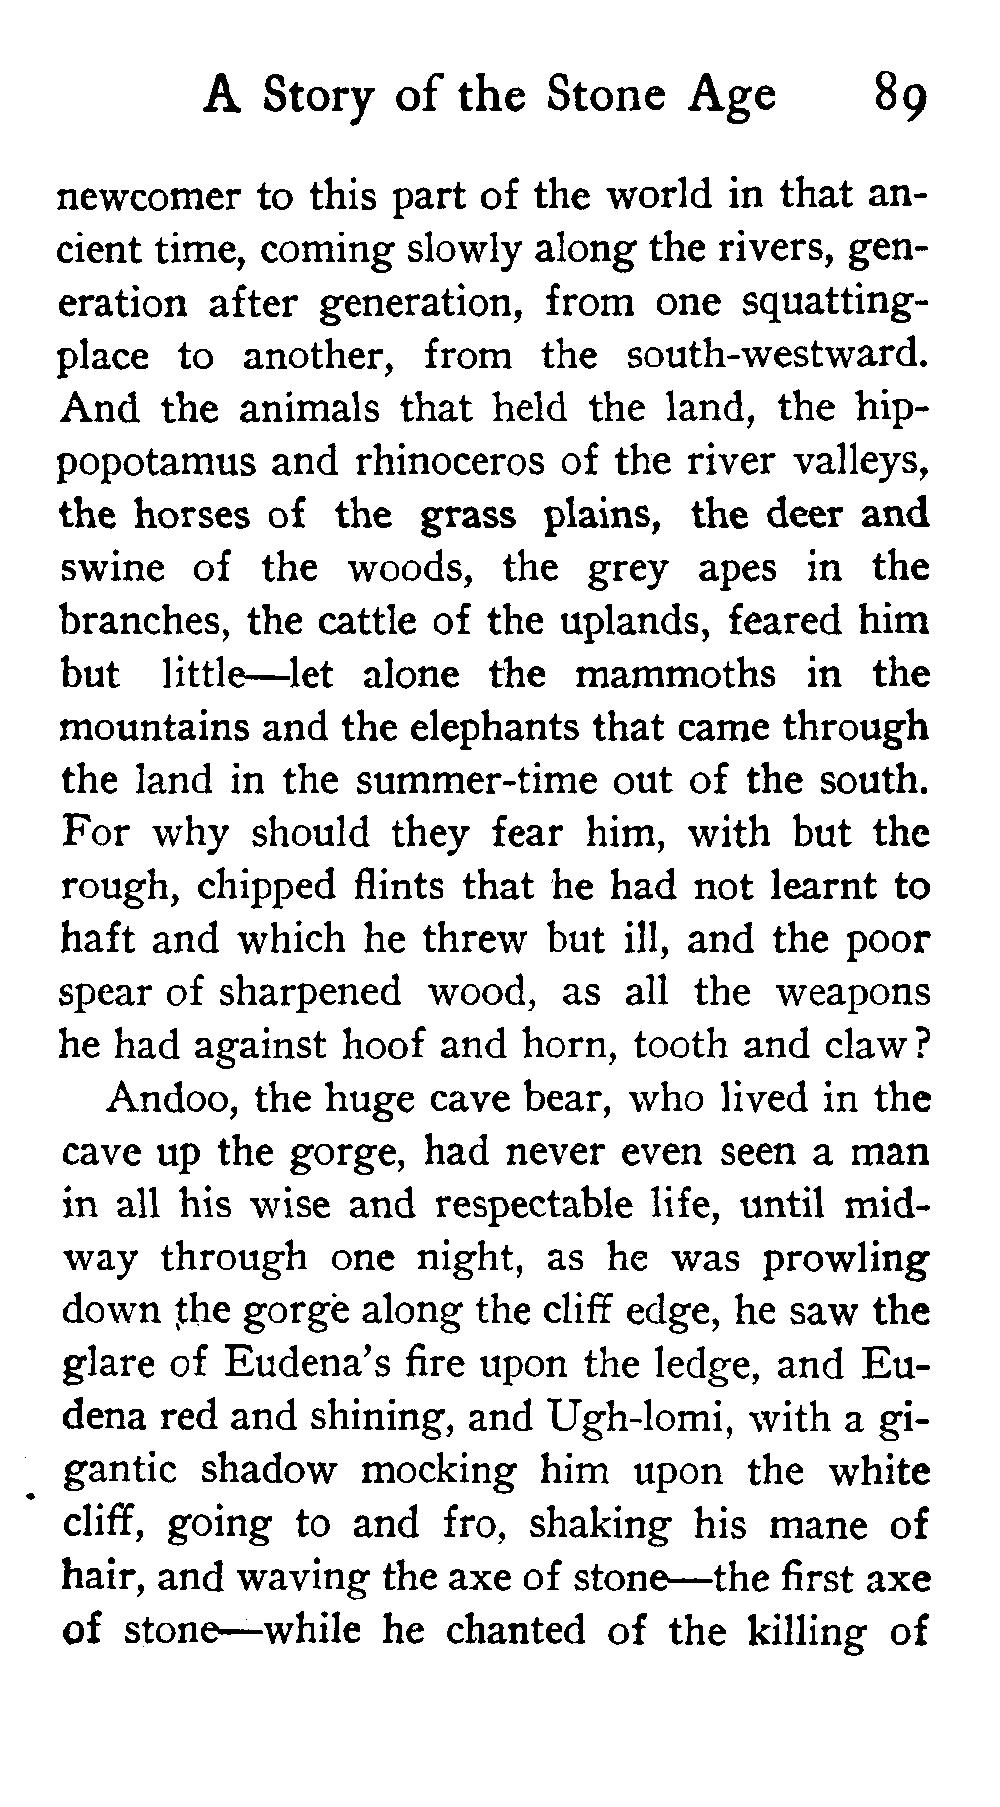 A Story of the Stone Age 89
newcomer to this part of the world in that an-
cient time, coming slowly along the rivers, gen-
eration after generation, from one squatting-
place to another, from the south-westward.
And the animals that held the land, the hip-
popotamus and rhinoceros of the river valleys,
the horses of the grass plains, the deer and
swine of the woods, the grey apes in the
branches, the cattle of the uplands, feared him
but little—let alone the mammoths in the
mountains and the elephants that came through
the land in the summer-time out of the south.
For why should they fear him, with but the
rough, chipped flints that he had not learnt to
haft and which he threw but ill, and the poor
spear of sharpened wood, as all the weapons
he had against hoof and horn, tooth and claw?
Andoo, the huge cave bear, who lived in the
cave up the gorge, had never even seen a man
in all his wise and respectable life, until mid-
way through one night, as he was prowling
down the gorge along the cliff edge, he saw the
glare of Eudena's fire upon the ledge, and Eu-
dena red and shining, and Ugh-lomi, with a gi-
gantic shadow mocking him upon the white
cliff, going to and fro, shaking his mane of
hair, and waving the axe of stone—the first axe
of stone—while he chanted of the killing of